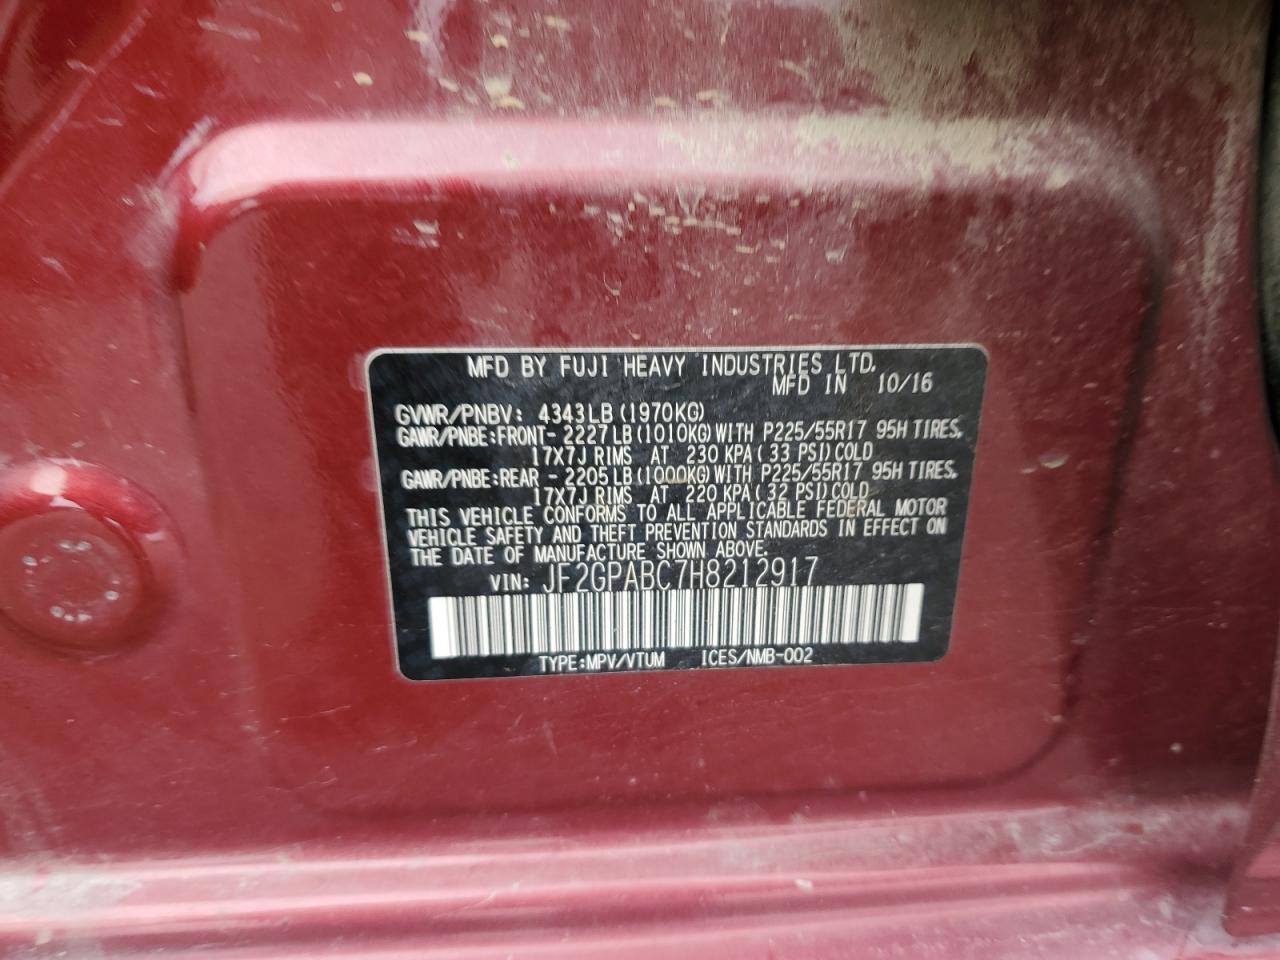 MFD BY FUJI HEAVY INDUSTRIES LTD.
MFD IN 10/16
GVWR/PNBV: 4343LB(1970KG)
GAWR/PNBE:FRONT-2227LB(1010KG)WITH P225/55R17 95H TIRES,
17X7J RIMS AT 230 KPA(33 PSI)COLD
GAWR/PNBE:REAR -2205LB(1000KG)WITH P225/55R17 95H TIRES,
17X7J RIMS AT 220 KPA(32 PSI)COLD
THIS VEHICLE CONFORMS TO ALL APPLICABLE FEDERAL MOTOR
VEHICLE SAFETY AND THEFT PREVENTION STANDARDS IN EFFECT ON
THE DATE OF MANUFACTURE SHOWN ABOVE.
VIN: JF2GPABC7H8212917
TYPE:MPV/VTUM ICES/NMB-002